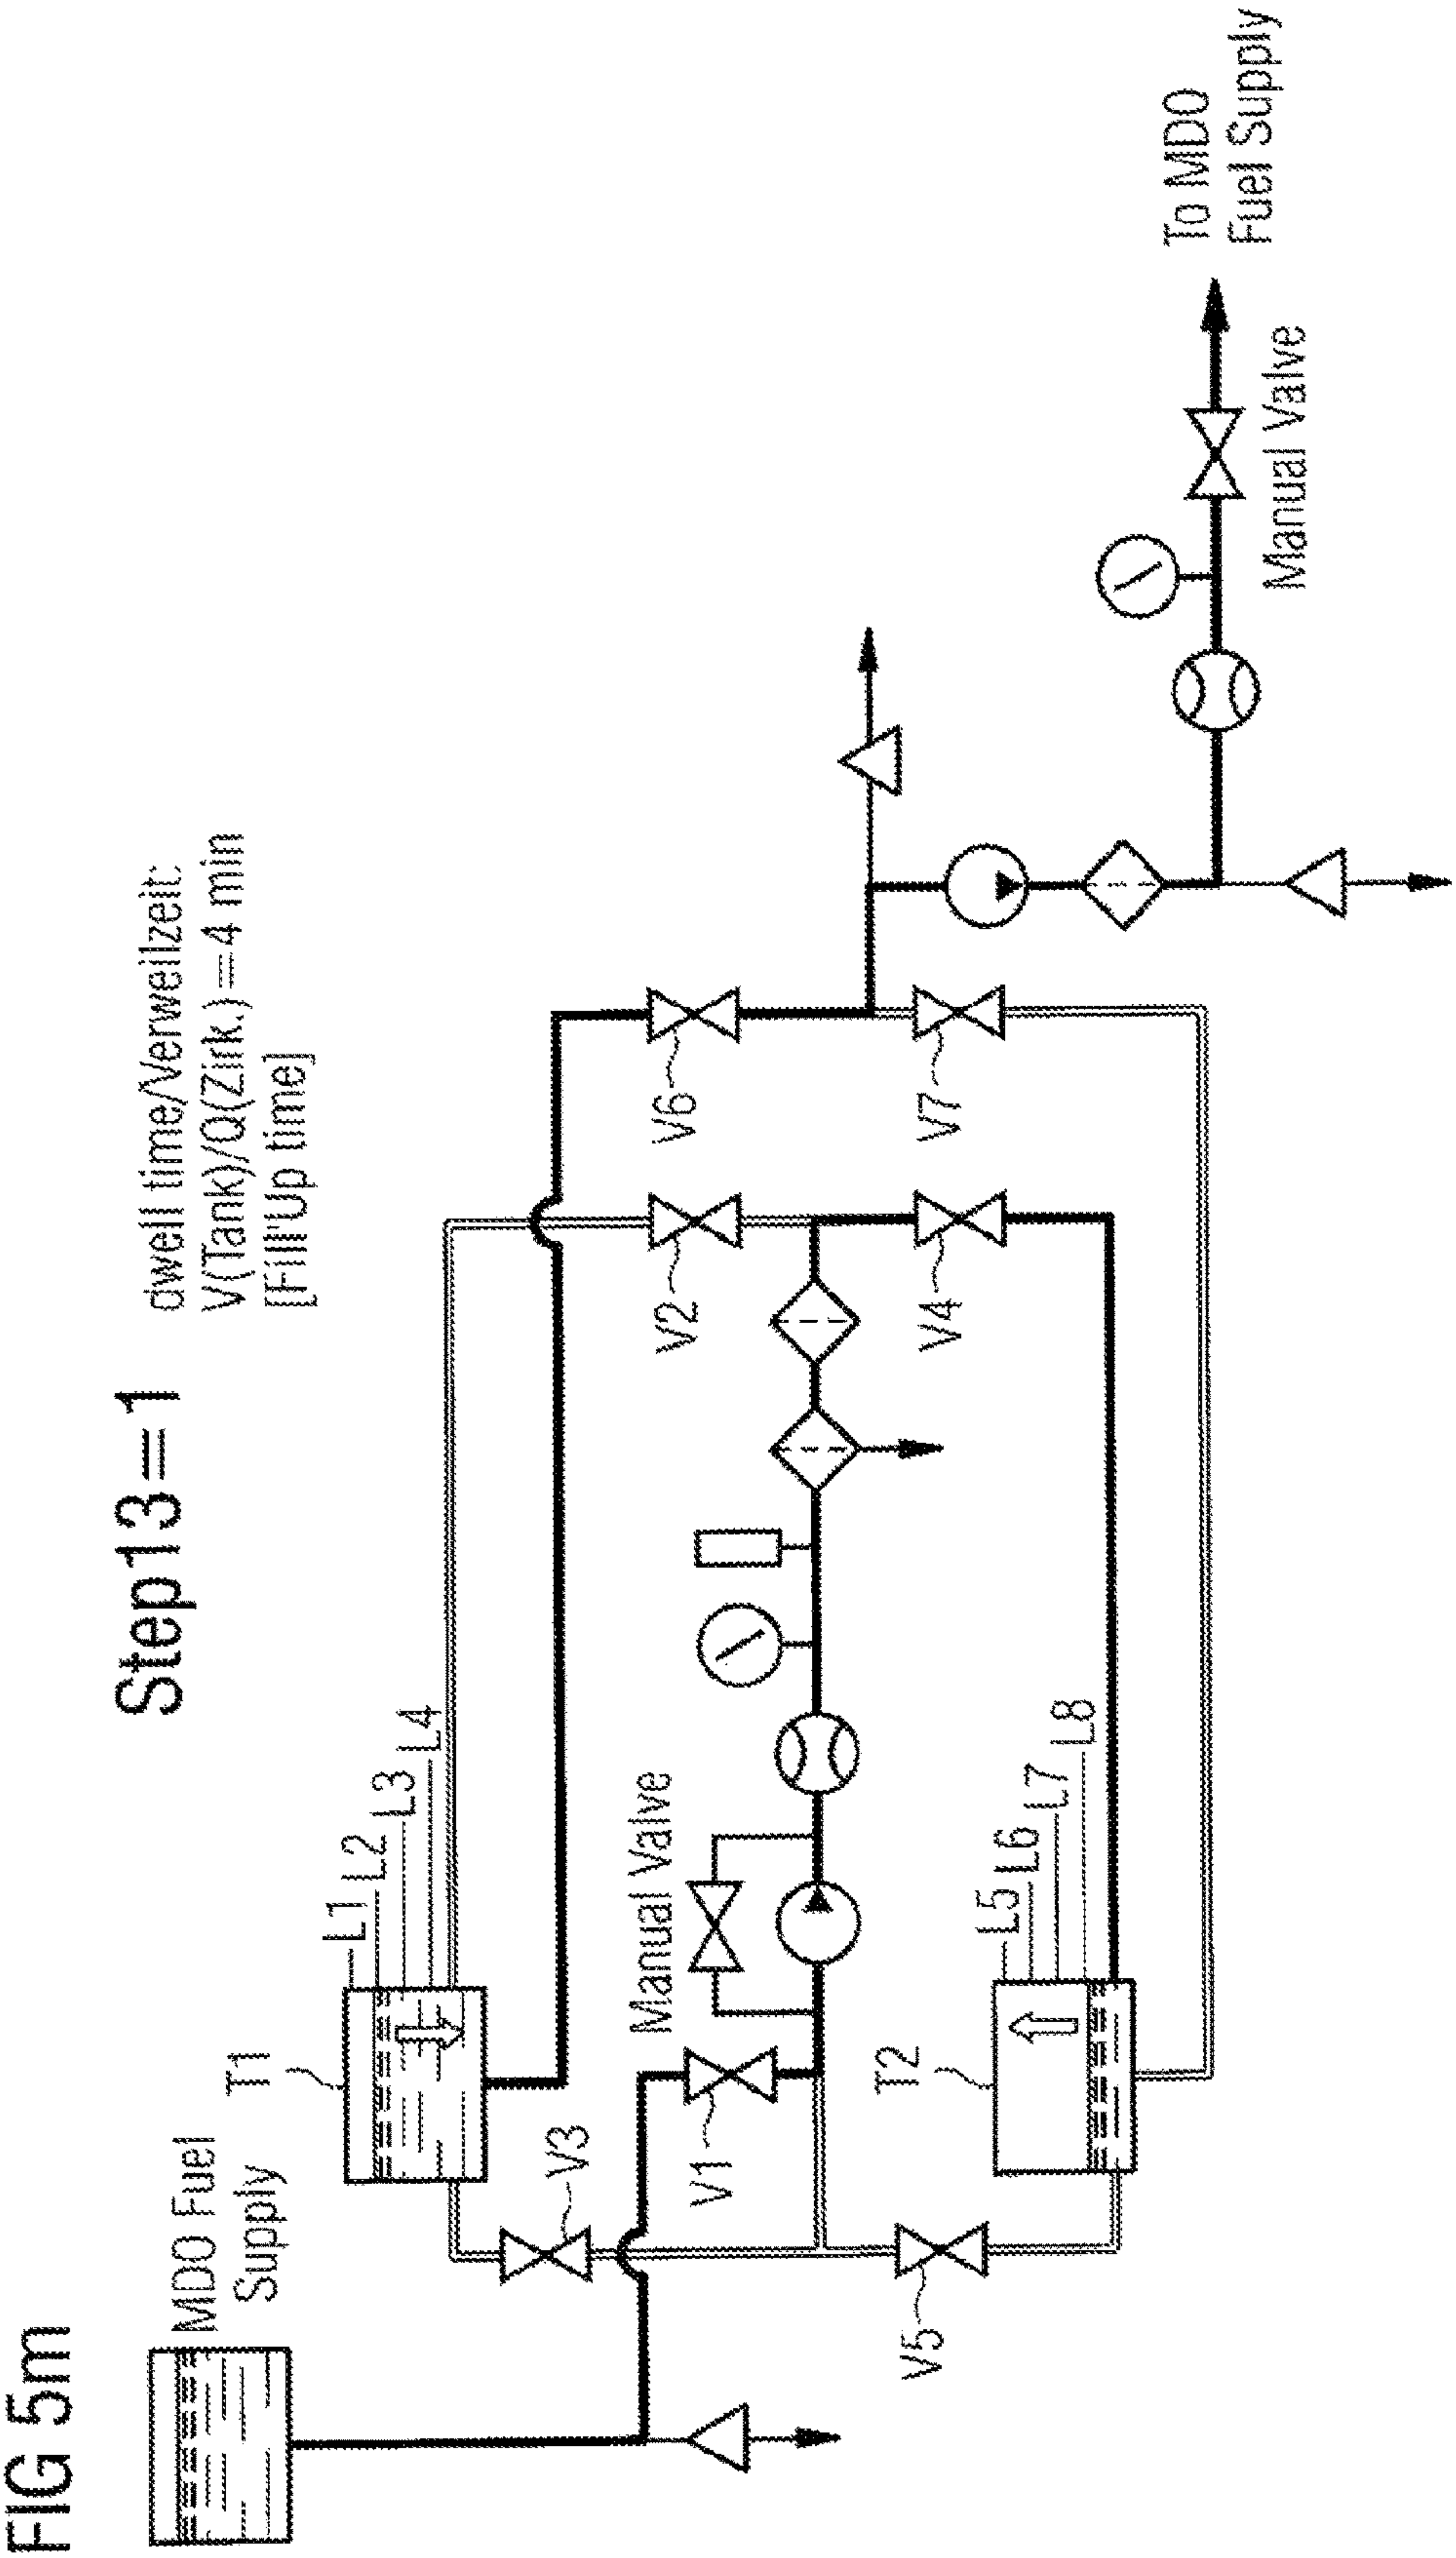 FIG 5m
Step13=1
dwell time/Verweilzeit:
V(Tank)/Q(Zirk.)=4 min
[Fill'Up time]
MDO Fuel
Supply
T1
L1
L2
L3
L4
V3
V1
Manual Valve
V2
V6
V4
V7
T2
L5
L6
L7
L8
V5
Manual Valve
To MDO
Fuel Supply